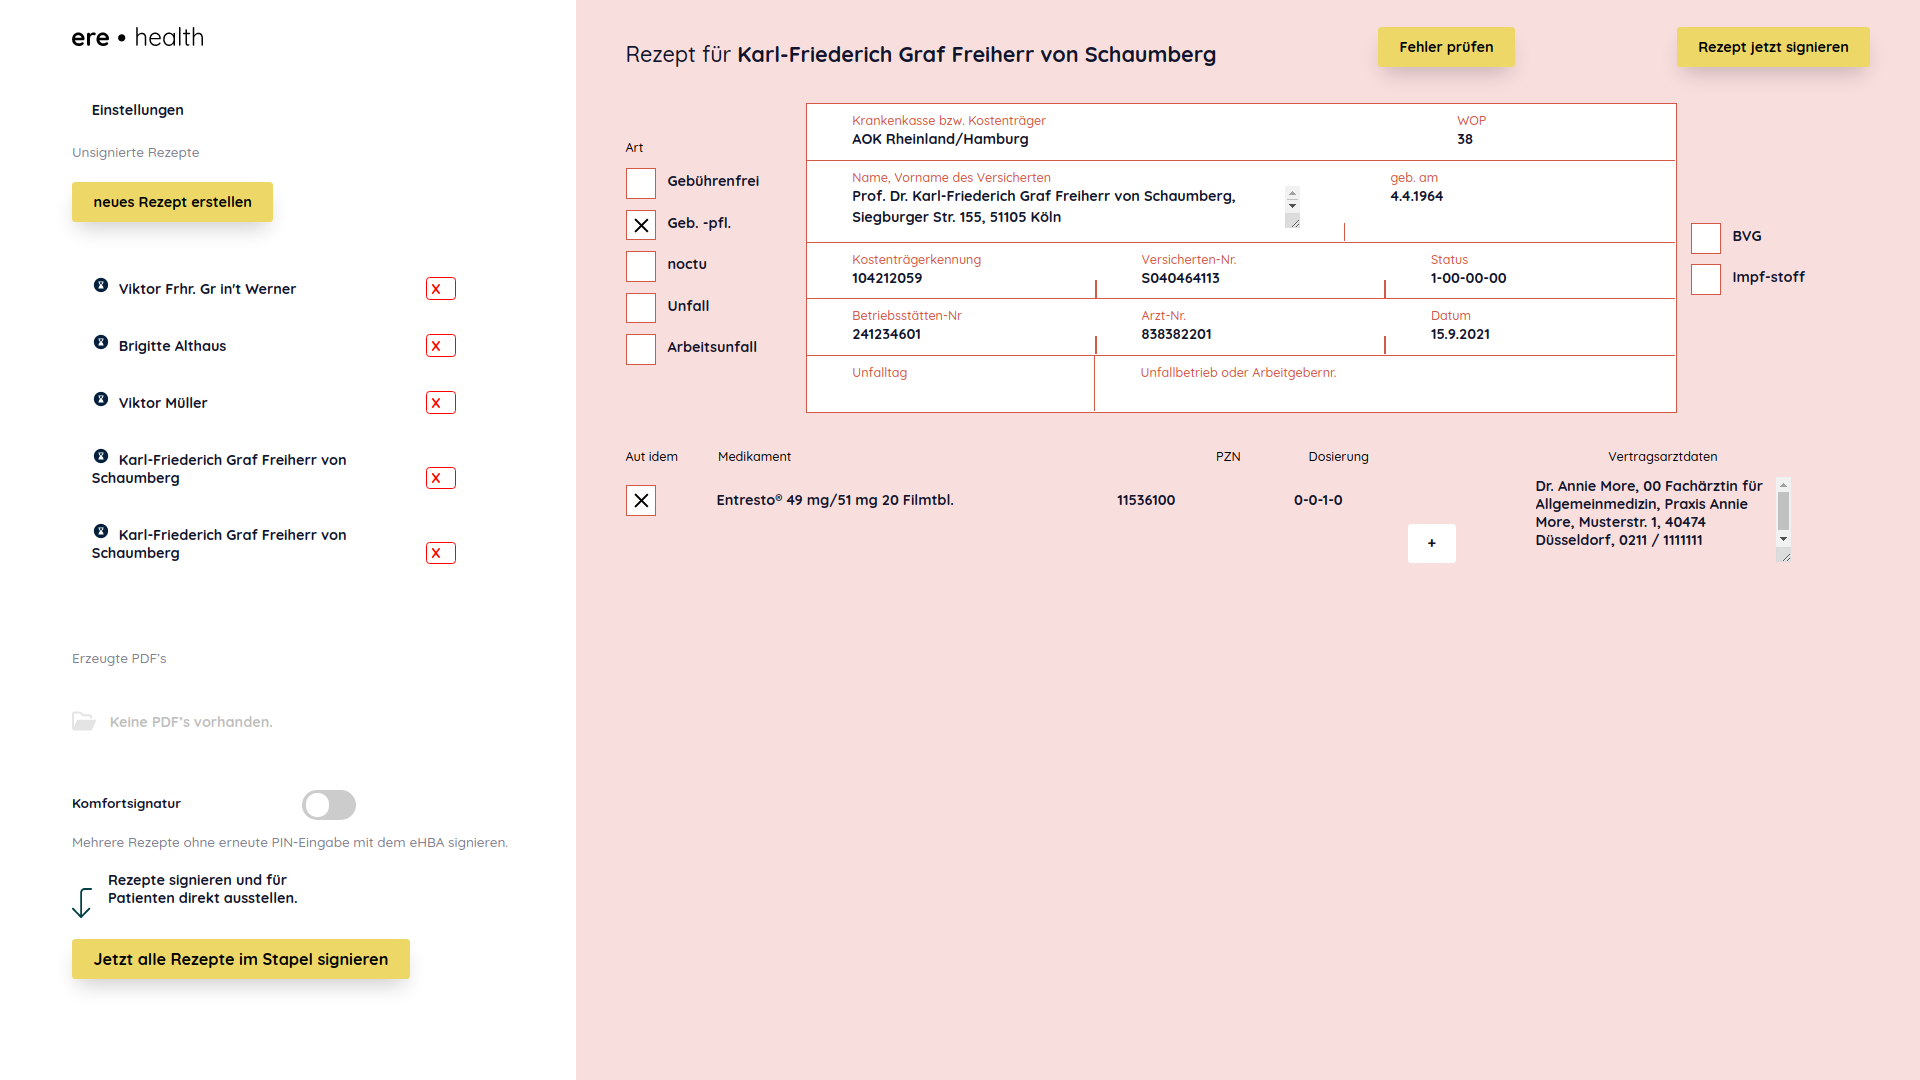 ere • health
Einstellungen
Unsignierte Rezepte
neues Rezept erstellen
Viktor Frhr. Gr in't Werner
X
Brigitte Althaus
X
Viktor Müller
X
Karl-Friederich Graf Freiherr von
Schaumberg
X
Karl-Friederich Graf Freiherr von
Schaumberg
X
Erzeugte PDF's
Keine PDF's vorhanden.
Komfortsignatur
Mehrere Rezepte ohne erneute PIN-Eingabe mit dem eHBA signieren.
Rezepte signieren und für
Patienten direkt ausstellen.
Jetzt alle Rezepte im Stapel signieren
Rezept für Karl-Friederich Graf Freiherr von Schaumberg
Fehler prüfen
Rezept jetzt signieren
Art
Gebührenfrei
Geb. -pfl.
noctu
Unfall
Arbeitsunfall
Krankenkasse bzw. Kostenträger
AOK Rheinland/Hamburg
WOP
38
Name, Vorname des Versicherten
Prof. Dr. Karl-Friederich Graf Freiherr von Schaumberg,
Siegburger Str. 155, 51105 Köln
geb. am
4.4.1964
Kostenträgerkennung
104212059
Versicherten-Nr.
S040464113
Status
1-00-00-00
Betriebsstätten-Nr
241234601
Arzt-Nr.
838382201
Datum
15.9.2021
Unfalltag
Unfallbetrieb oder Arbeitgebernr.
BVG
Impf-stoff
Aut idem
Medikament
PZN
Dosierung
Vertragsarztdaten
Entresto® 49 mg/51 mg 20 Filmtbl.
11536100
0-0-1-0
+
Dr. Annie More, 00 Fachärztin für
Allgemeinmedizin, Praxis Annie
More, Musterstr. 1, 40474
Düsseldorf, 0211 / 1111111